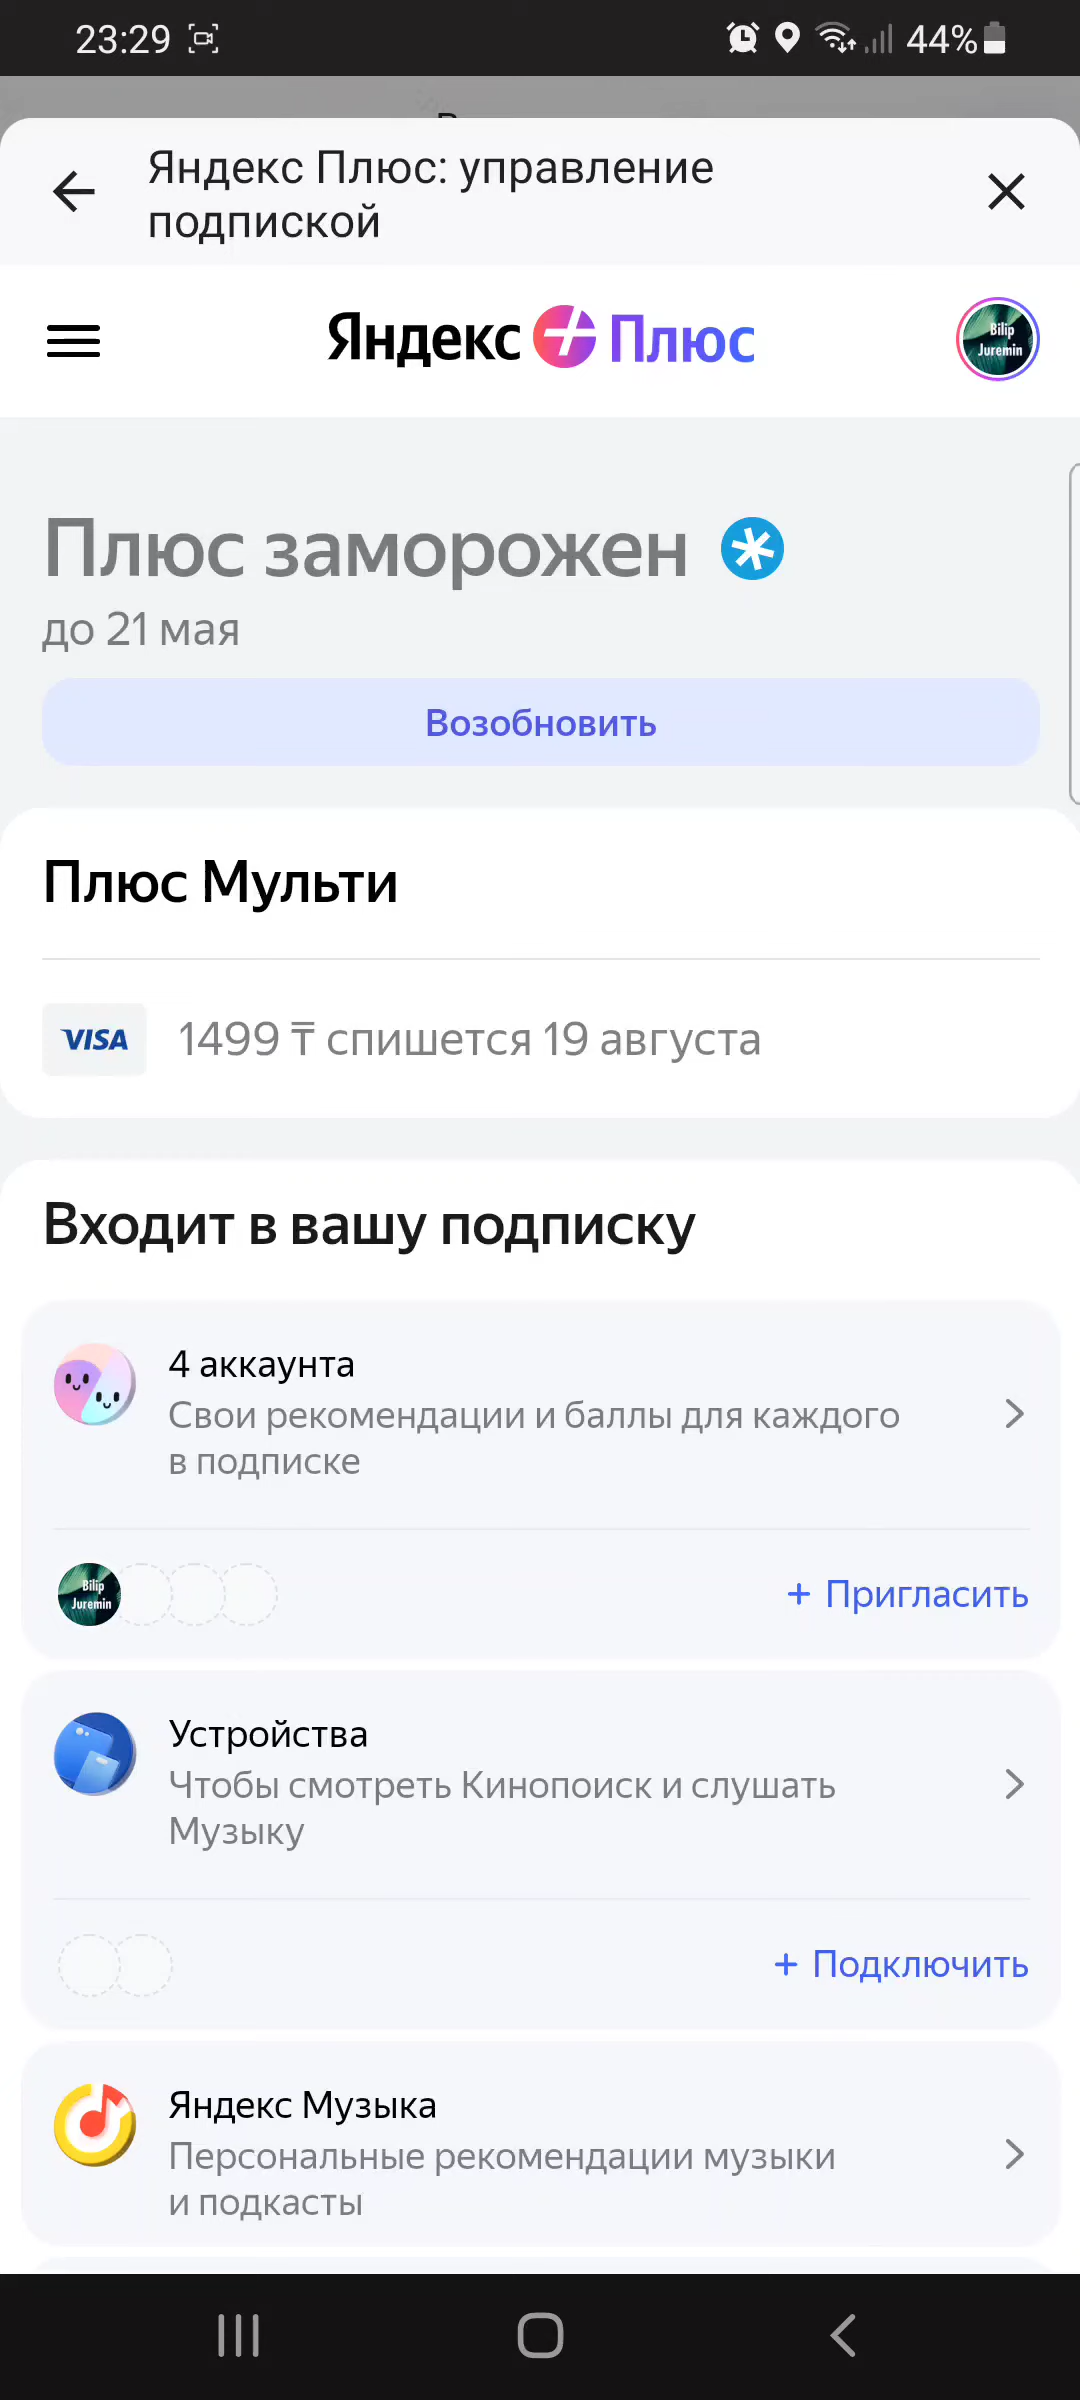 23:29
44%
Яндекс Плюс: управление
подпиской
Яндекс Плюс
Bilip
Juremin
Плюс заморожен
до 21 мая
Возобновить
Плюс Мульти
VISA
1499 ₸ спишется 19 августа
Входит в вашу подписку
4 аккаунта
Свои рекомендации и баллы для каждого
в подписке
Bilip
Juremin
+ Пригласить
Устройства
Чтобы смотреть Кинопоиск и слушать
Музыку
+ Подключить
Яндекс Музыка
Персональные рекомендации музыки
и подкасты